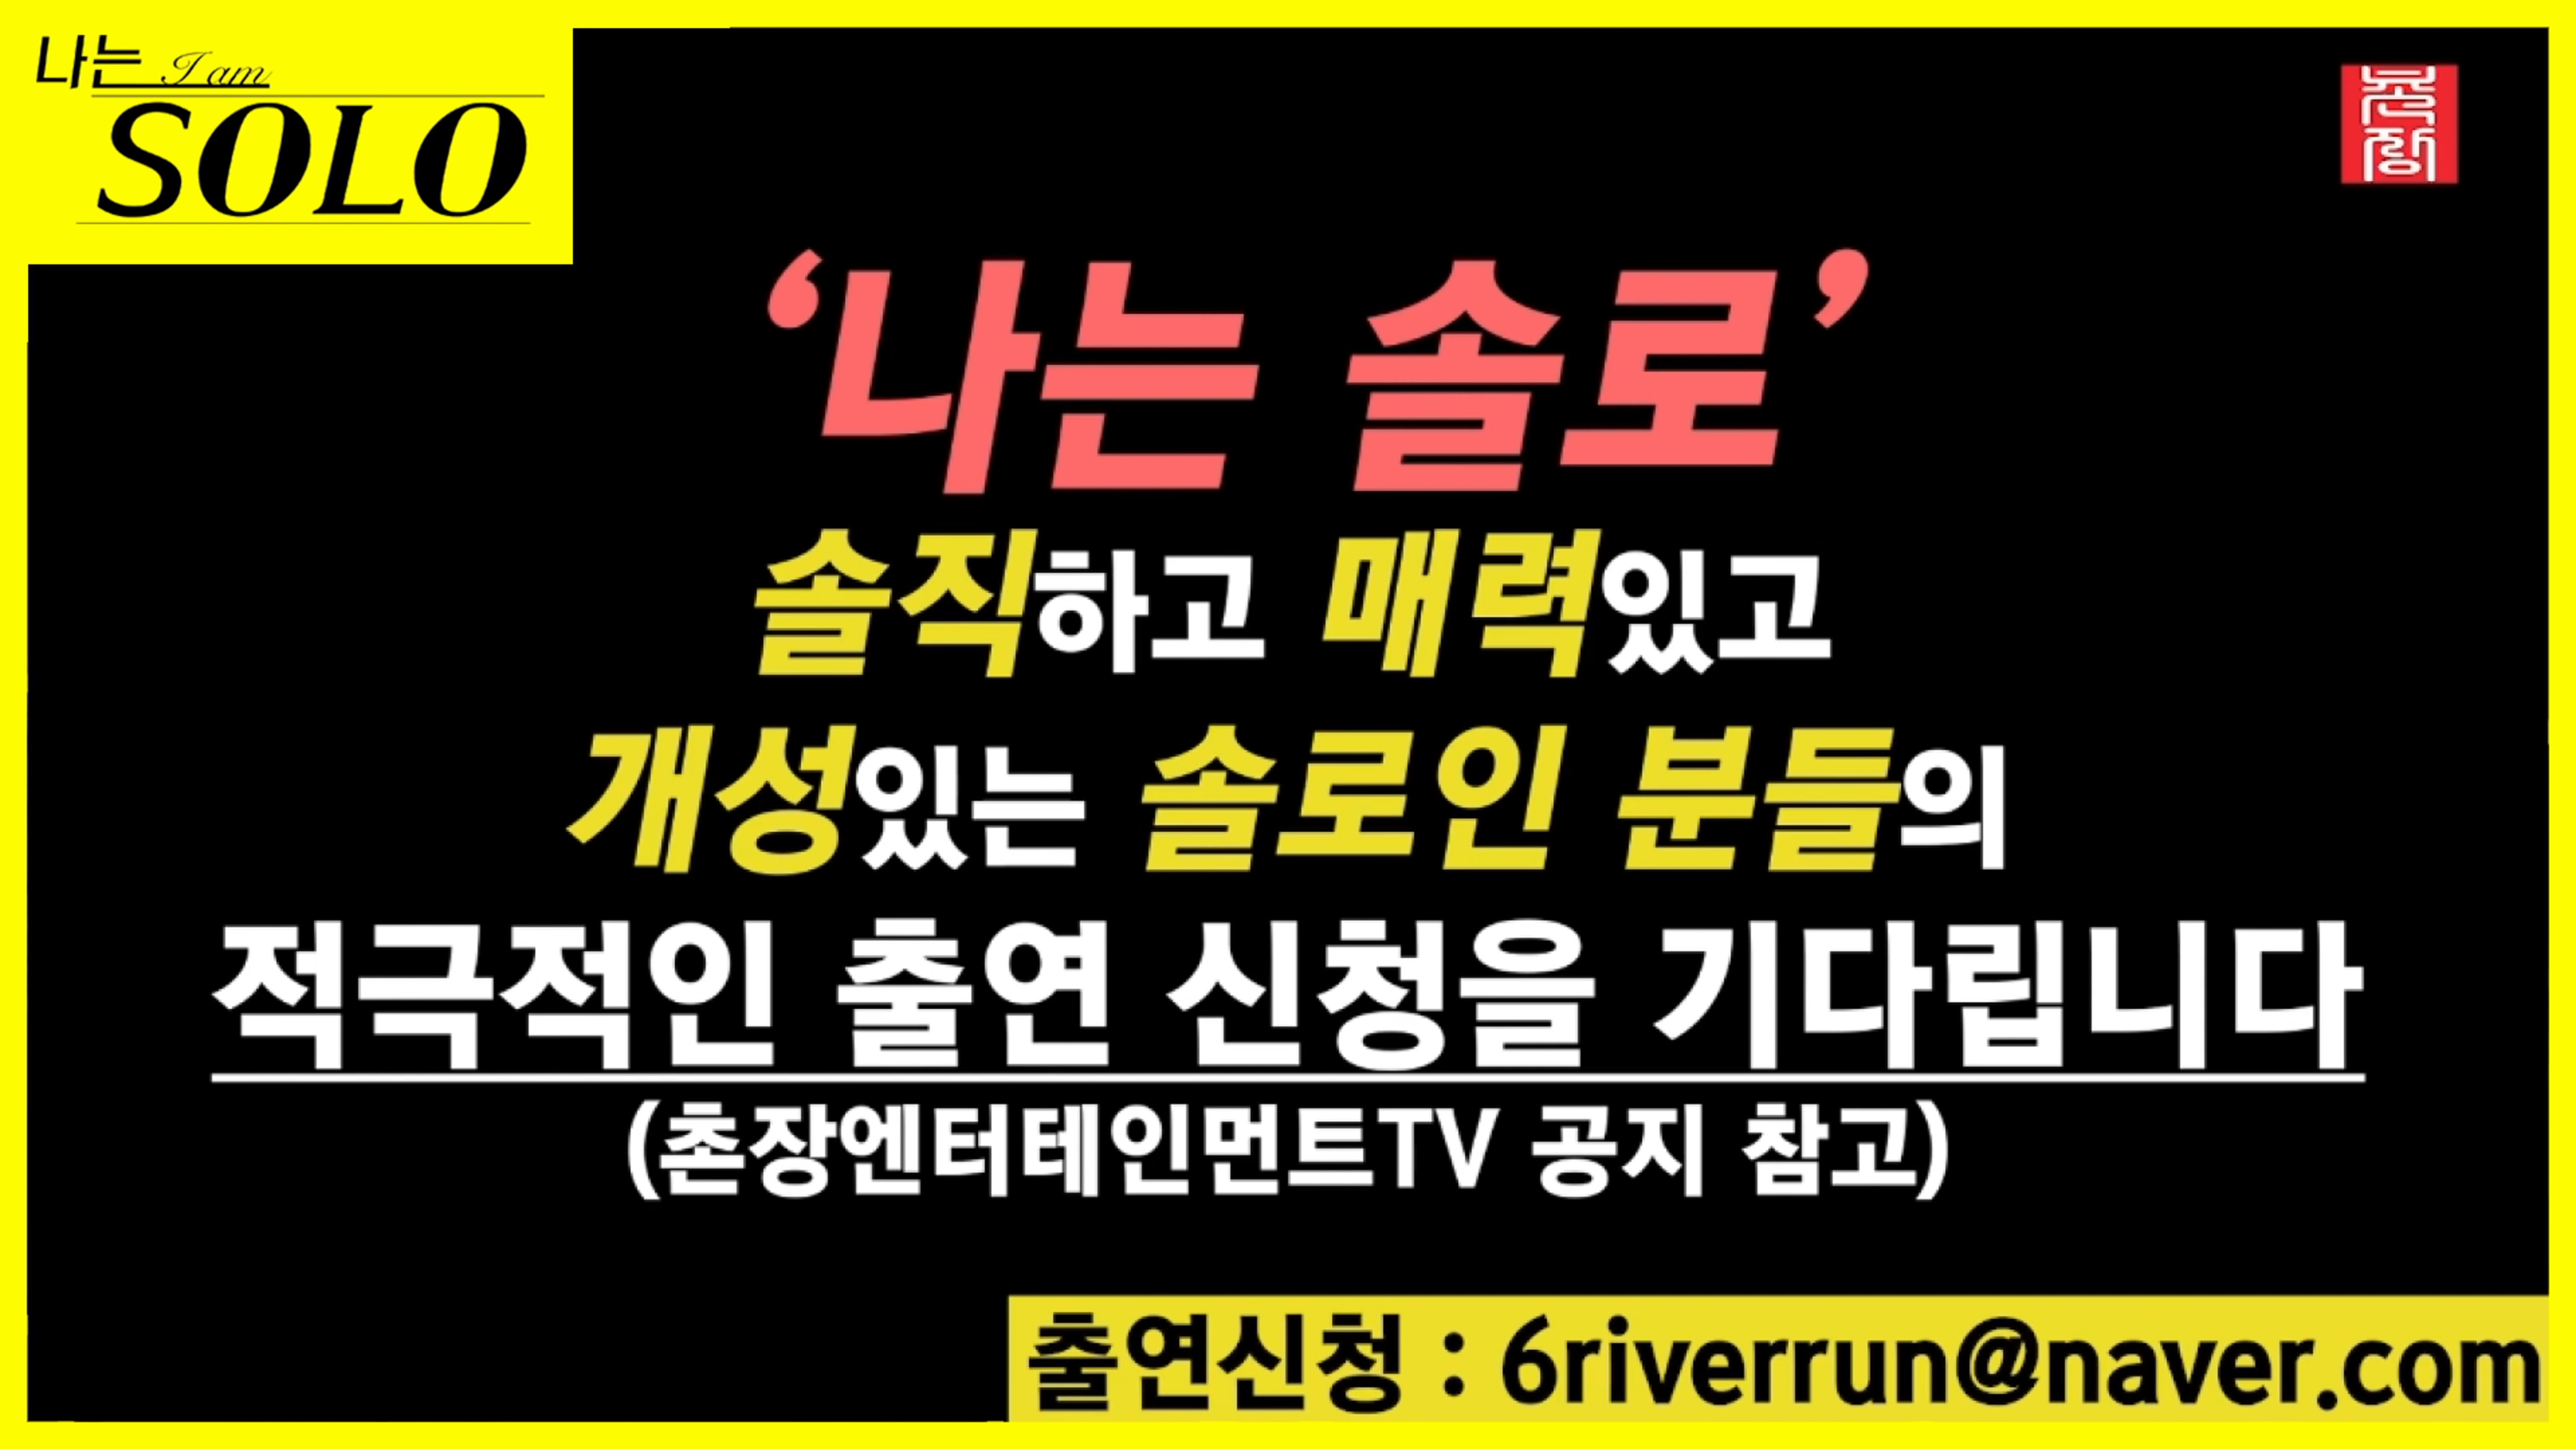 나는 I am
SOLO
촌장
‘나는 솔로’
솔직하고 매력있고
개성있는 솔로인 분들의
적극적인 출연 신청을 기다립니다
(촌장엔터테인먼트TV 공지 참고)
출연신청 : 6riverrun@naver.com